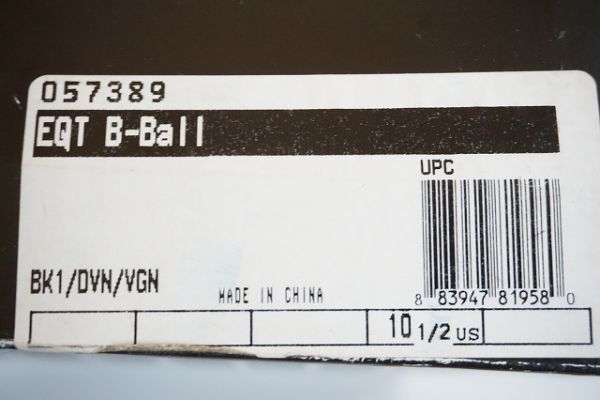 057389
EQT B-Ball
UPC
8 83947 81958 0
BK1/DVN/VGN
MADE IN CHINA
10 1/2 US